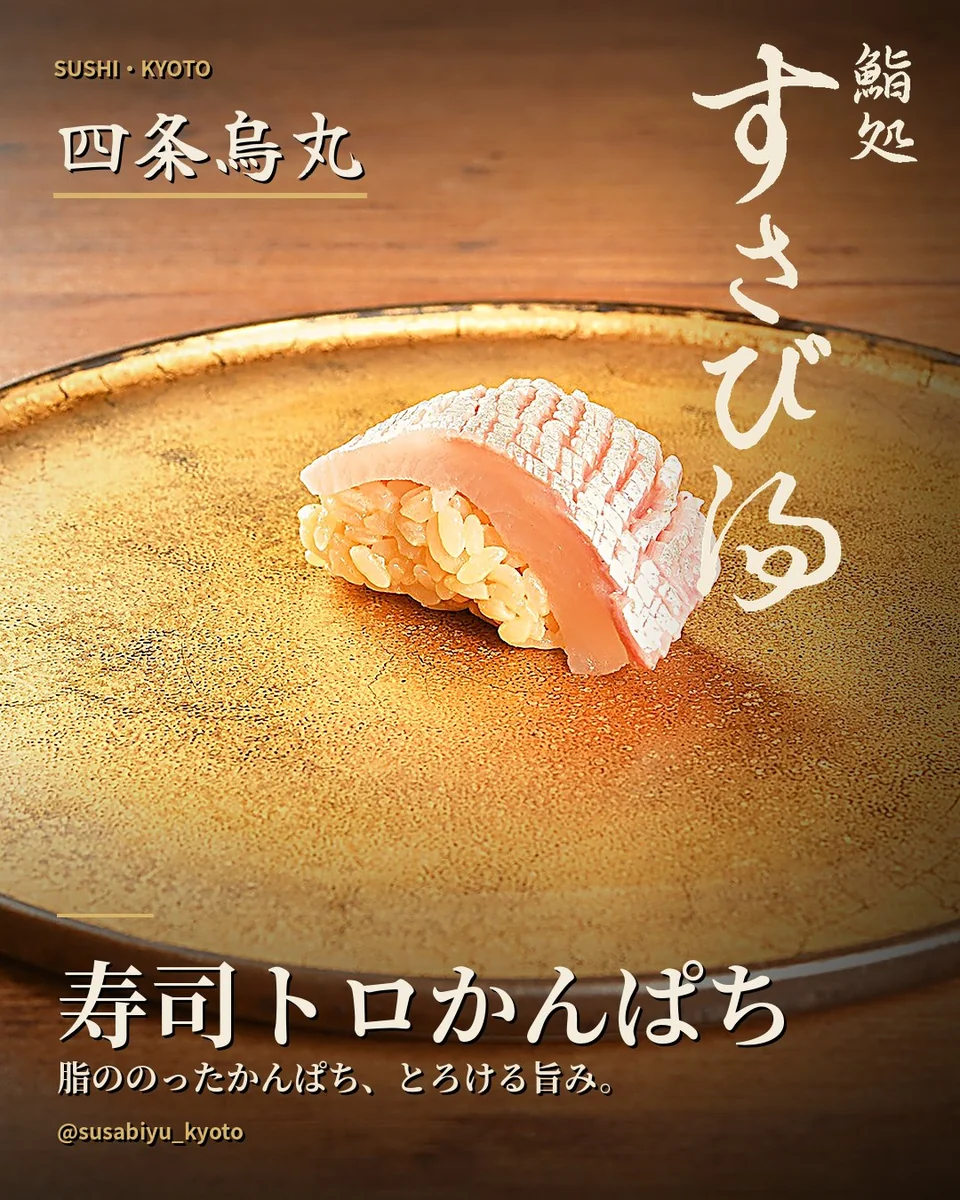 SUSHI・KYOTO
四条烏丸
鮨処
すさび湯
寿司トロかんぱち
脂ののったかんぱち、とろける旨み。
@susabiyu_kyoto